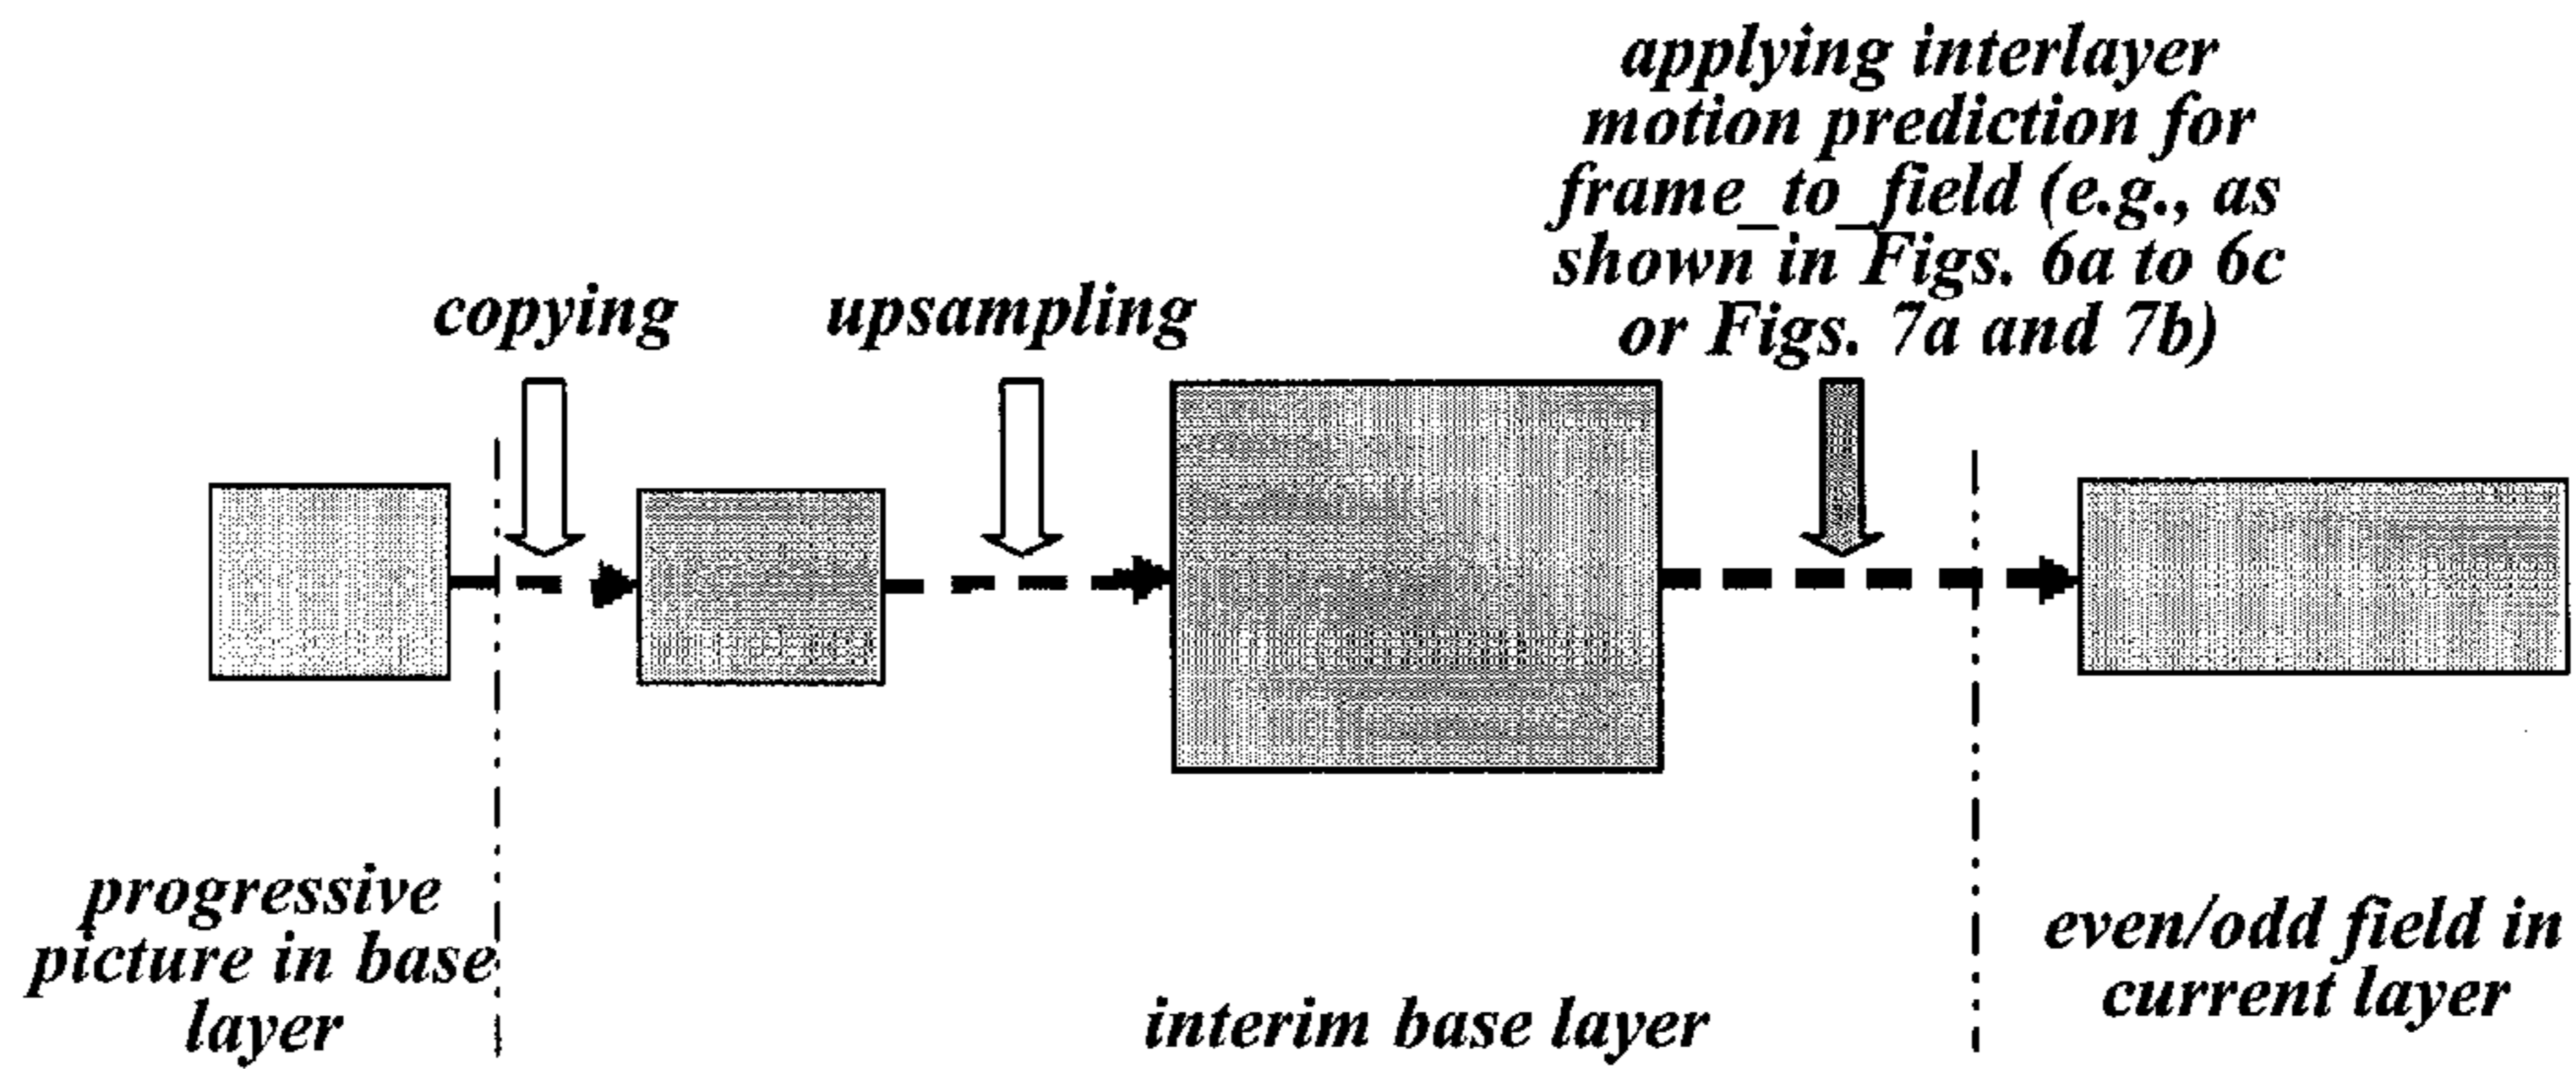 applying interlayer
motion prediction for
frame_to_field (e.g., as
shown in Figs. 6a to 6c
or Figs. 7a and 7b)
copying
upsampling
progressive
picture in base
layer
interim base layer
even/odd field in
current layer